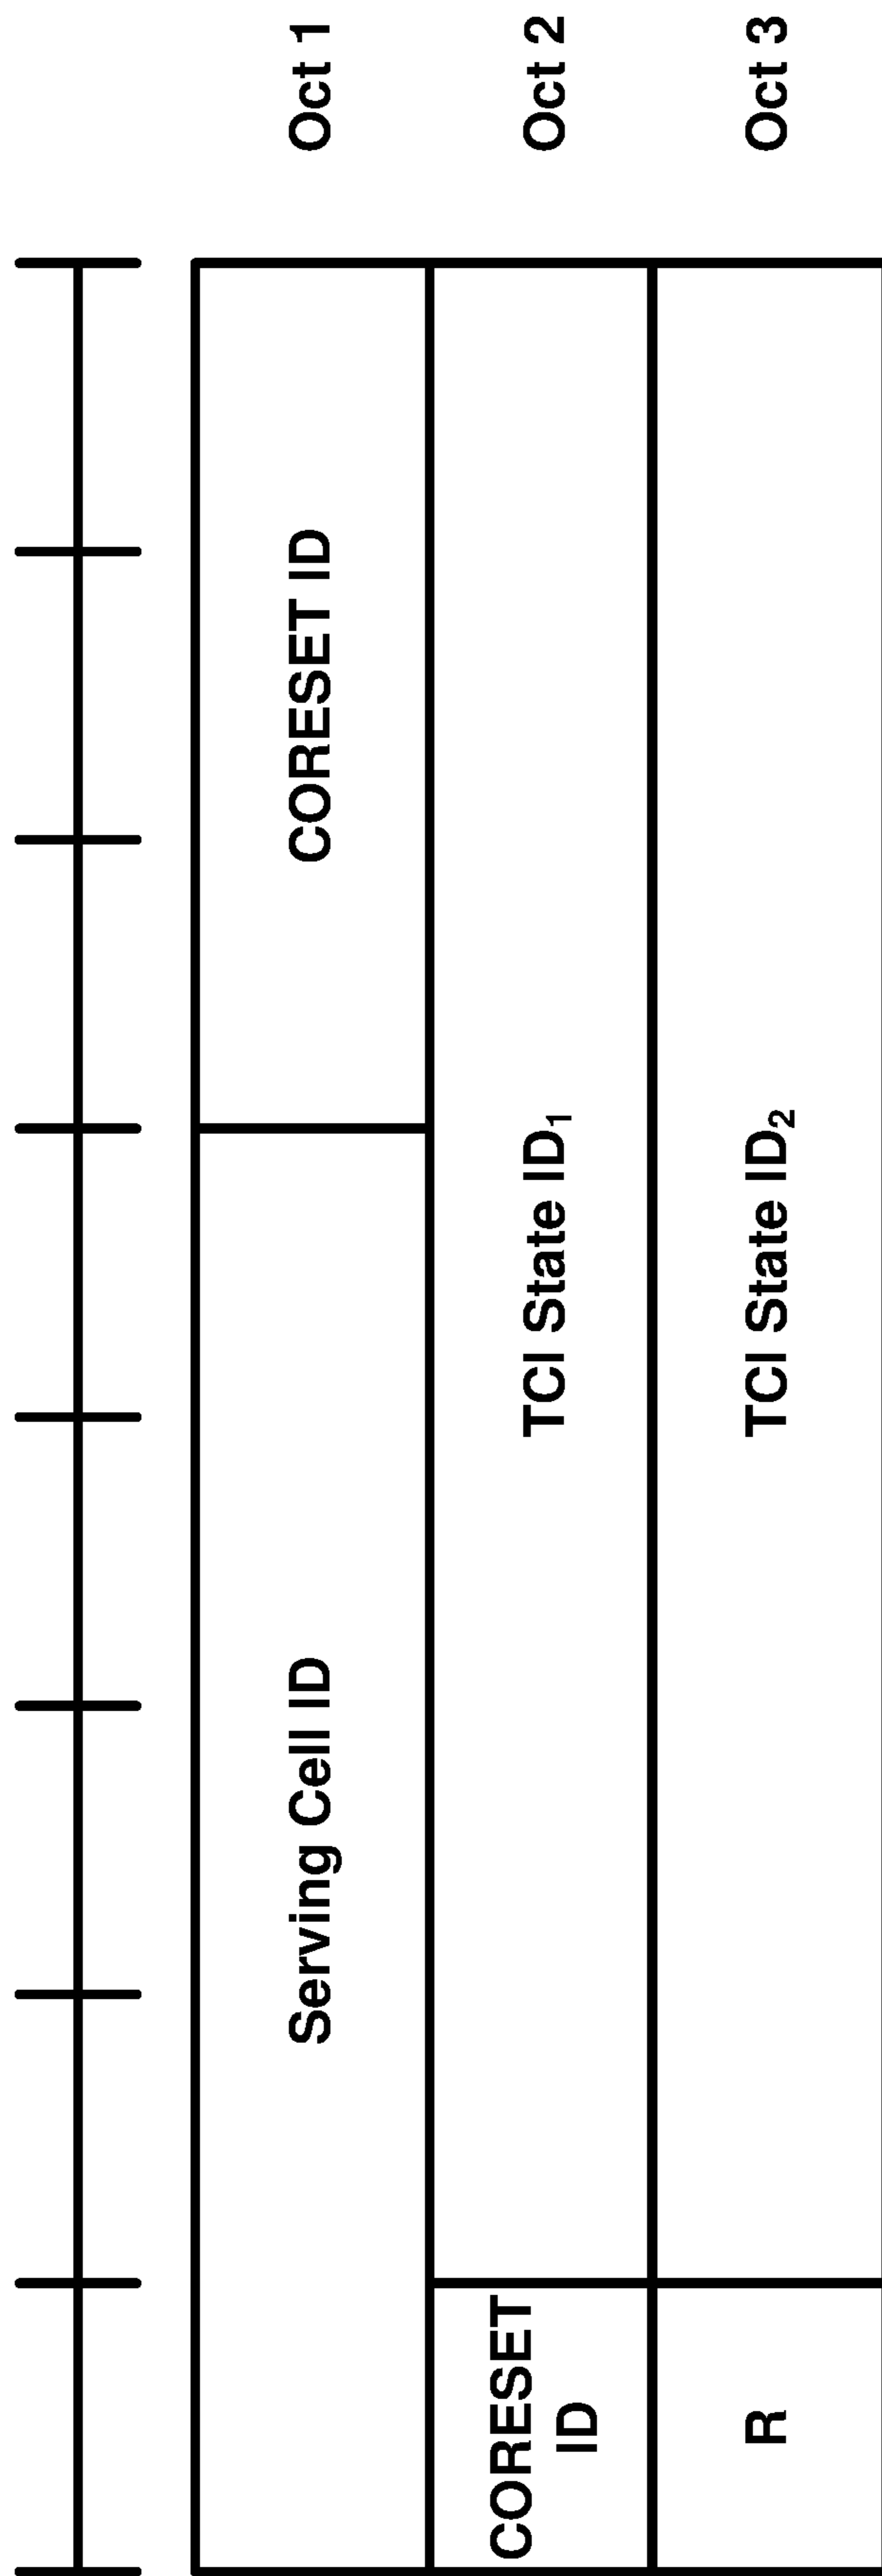 Serving Cell ID
CORESET ID
Oct 1
CORESET
ID
TCI State ID₁
Oct 2
R
TCI State ID₂
Oct 3